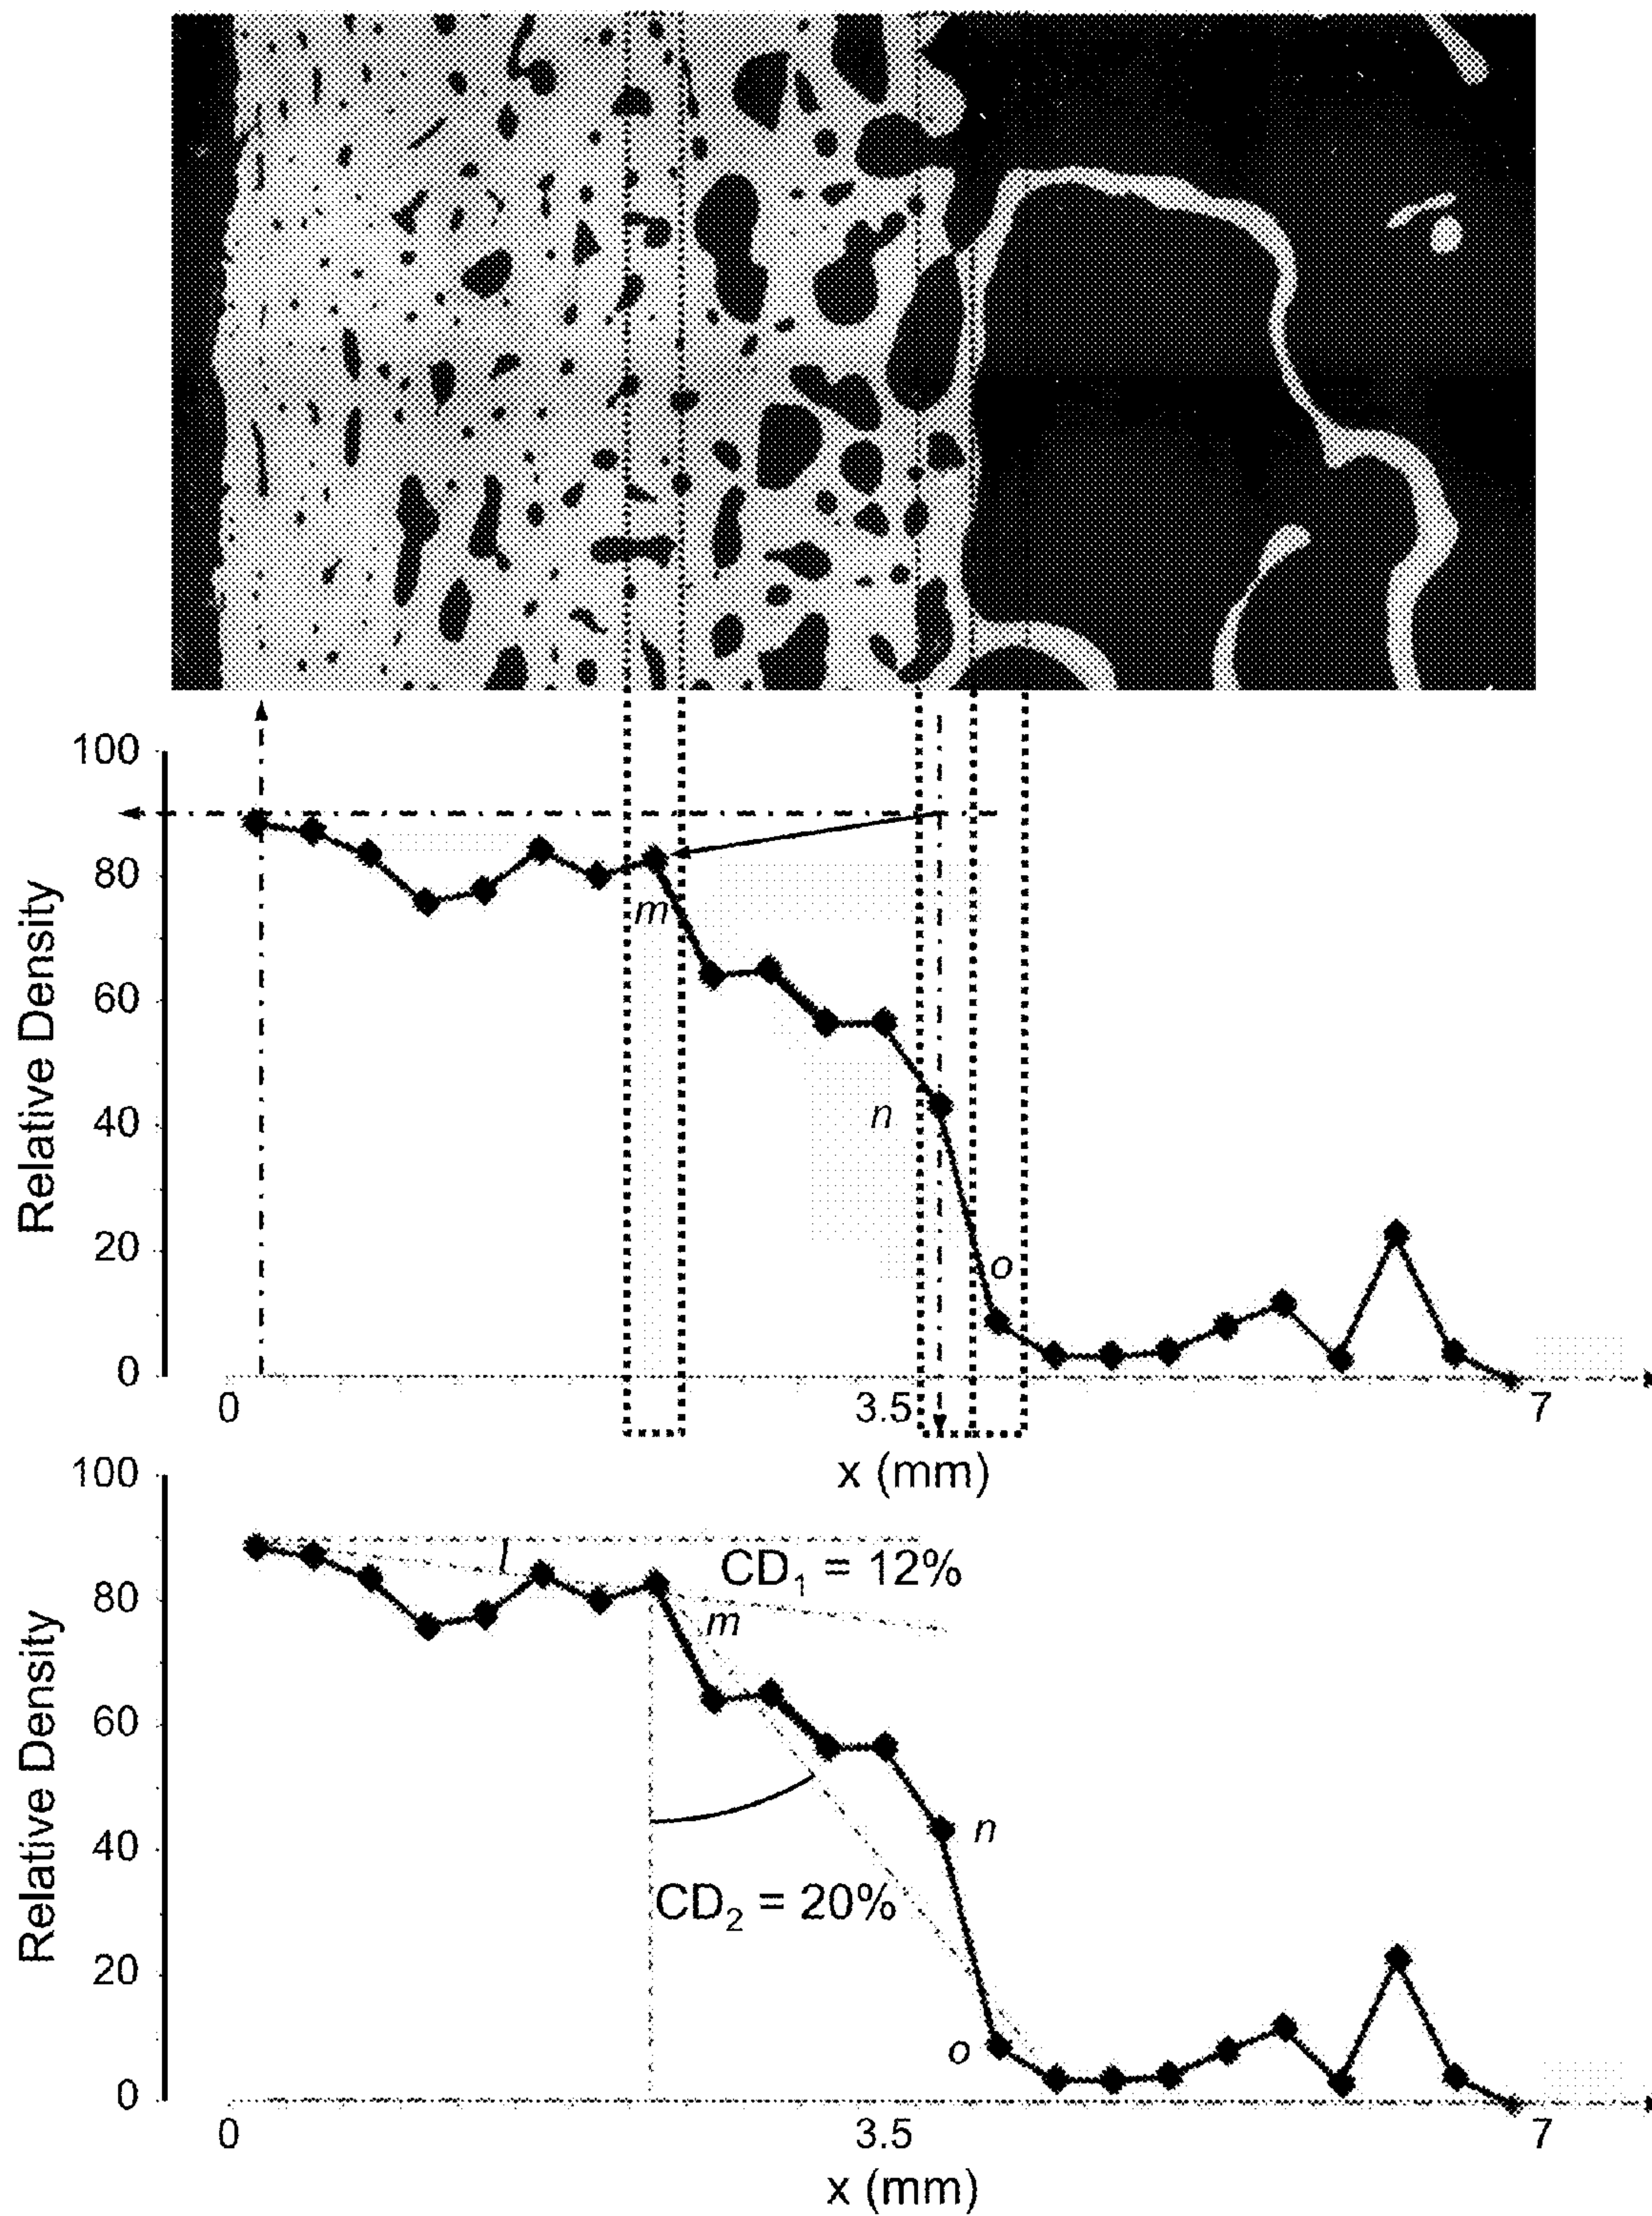 100
80
60
40
20
0
Relative Density
m
n
o
0
3.5
7
x (mm)
100
80
60
40
20
0
Relative Density
CD1 = 12%
m
n
CD2 = 20%
o
0
3.5
7
x (mm)